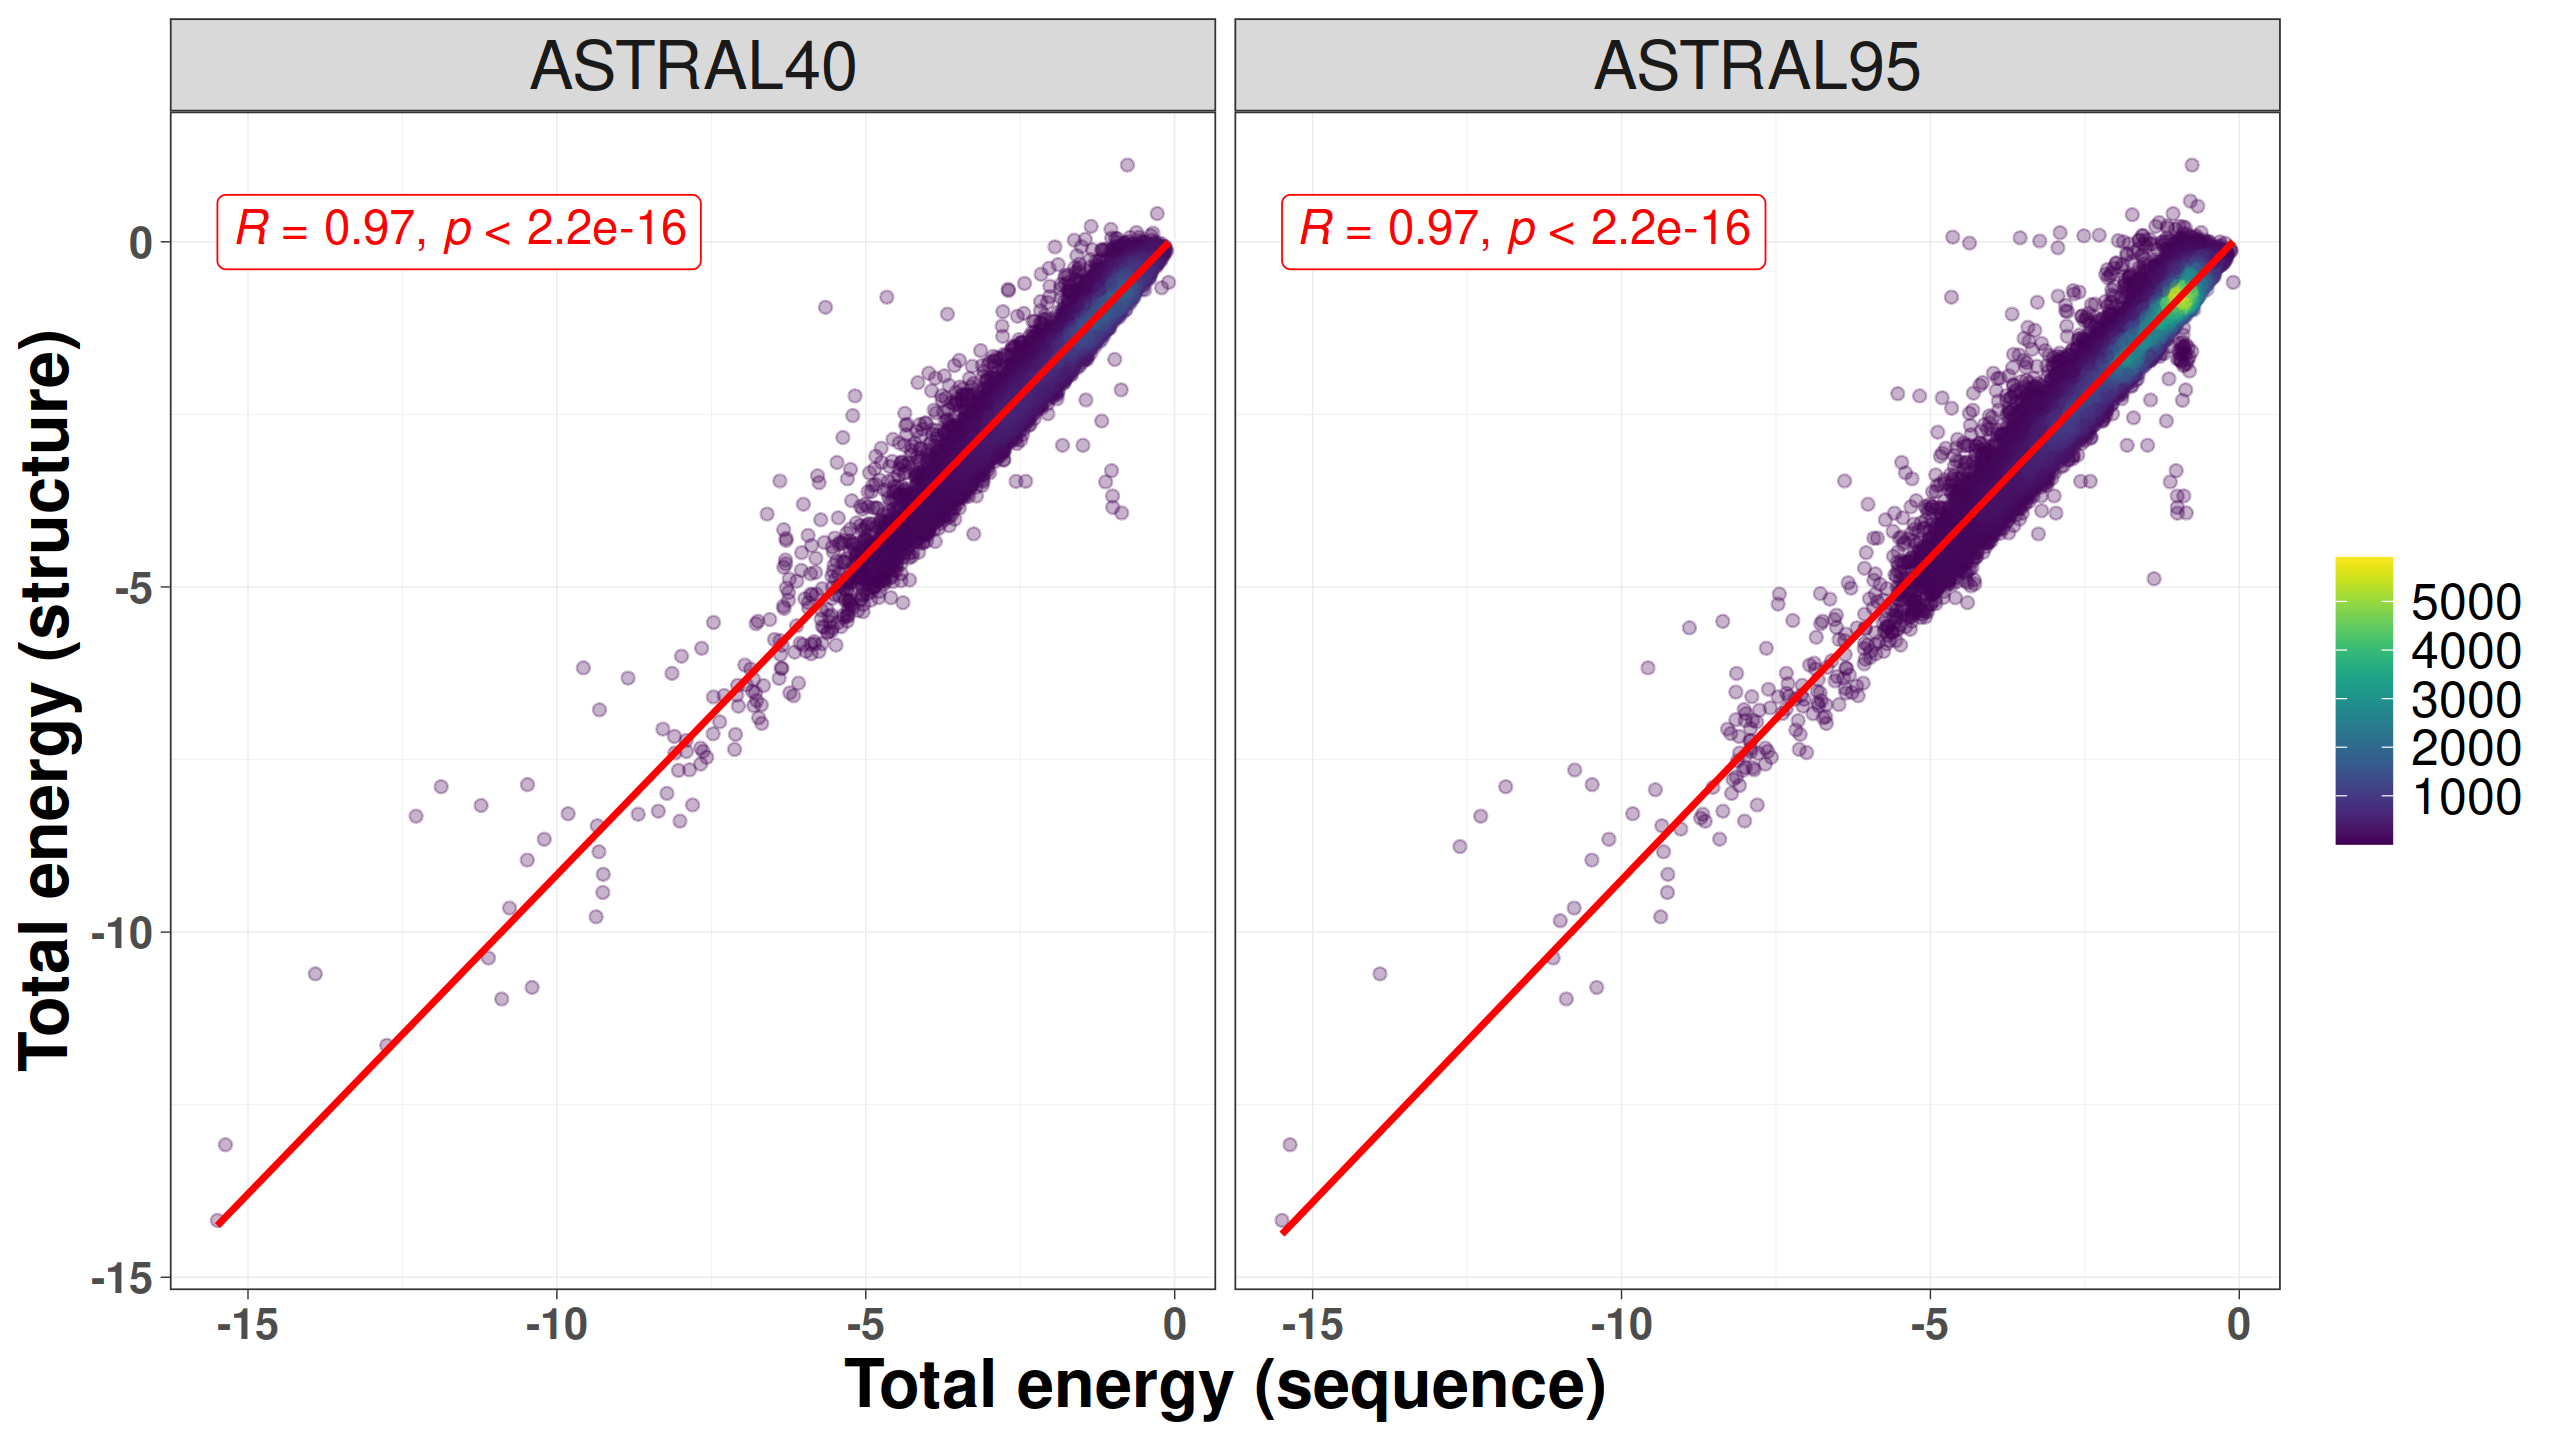 ASTRAL40
ASTRAL95
R = 0.97, p < 2.2e-16
R = 0.97, p < 2.2e-16
Total energy (structure)
0
-5
-10
-15
-15
-10
-5
0
-15
-10
-5
0
Total energy (sequence)
5000
4000
3000
2000
1000